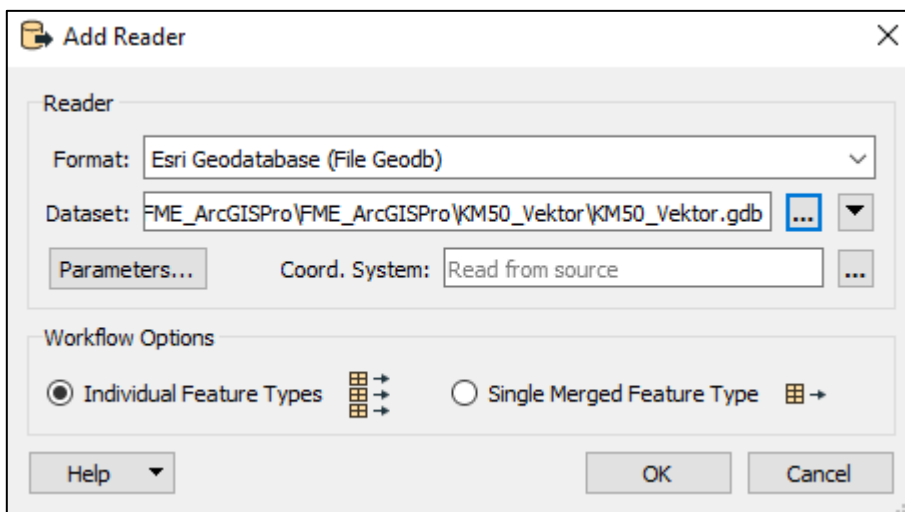 Add Reader
Reader
Format: Esri Geodatabase (File Geodb)
Dataset: FME_ArcGISPro\FME_ArcGISPro\KM50_Vektor\KM50_Vektor.gdb ...
Parameters... Coord. System: Read from source ...
Workflow Options
Individual Feature Types Single Merged Feature Type
Help OK Cancel